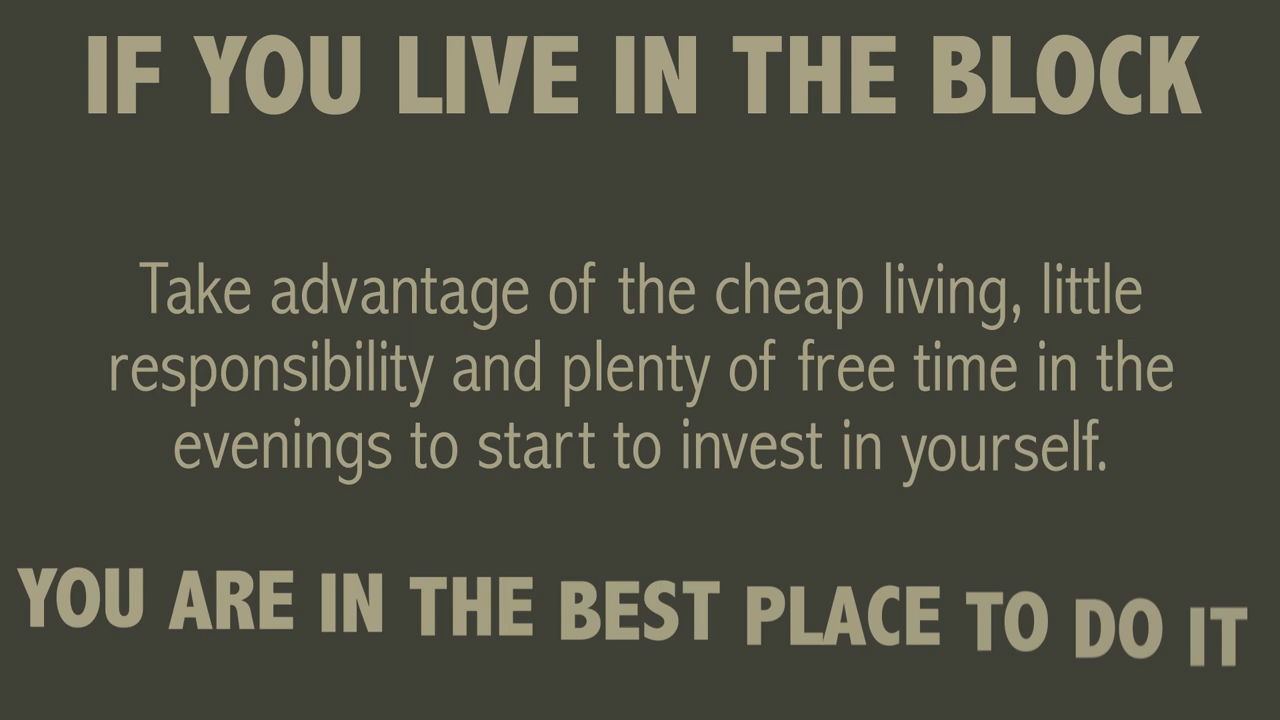 IF YOU LIVE IN THE BLOCK
Take advantage of the cheap living, little
responsibility and plenty of free time in the
evenings to start to invest in yourself.
YOU ARE IN THE BEST PLACE TO DO IT